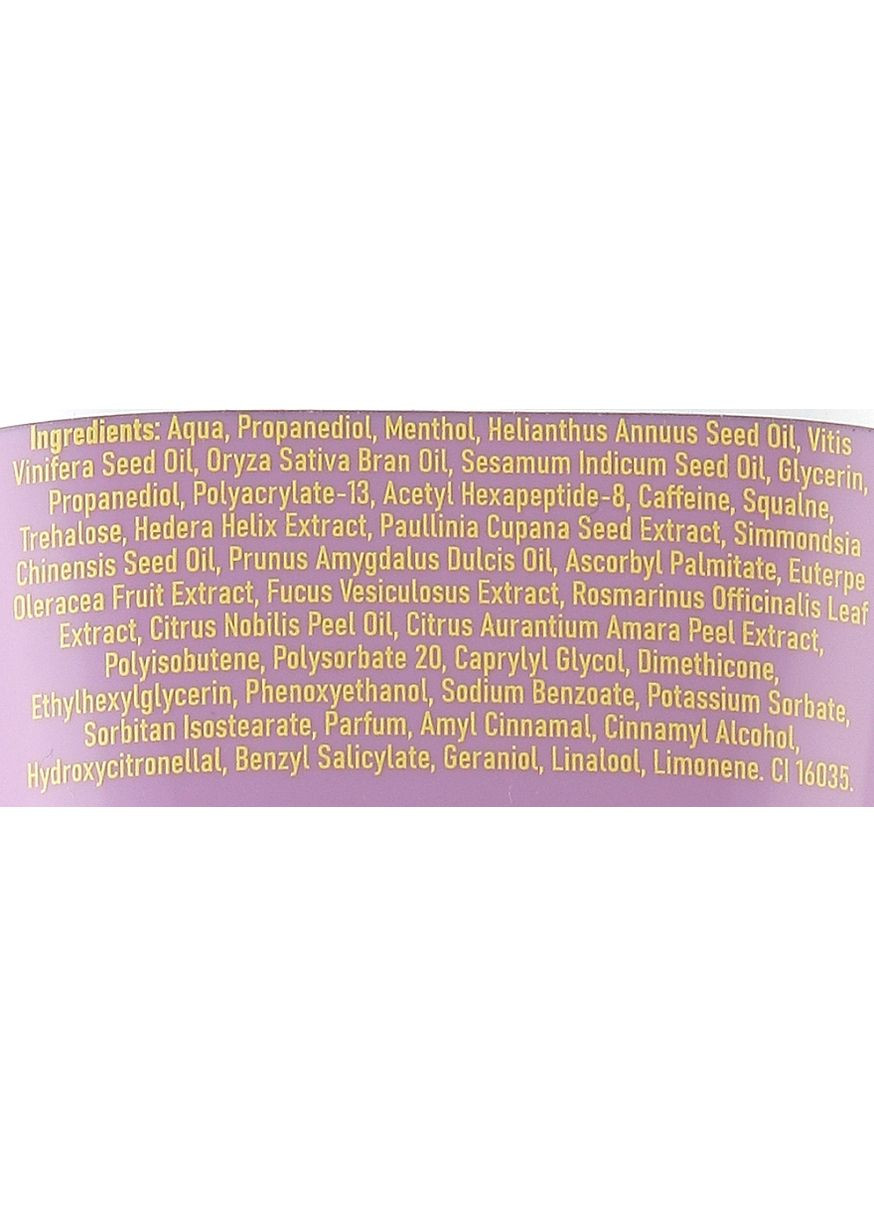 Ingredients: Aqua, Propanediol, Menthol, Helianthus Annuus Seed Oil, Vitis
Vinifera Seed Oil, Oryza Sativa Bran Oil, Sesamum Indicum Seed Oil, Glycerin,
Propanediol, Polyacrylate-13, Acetyl Hexapeptide-8, Caffeine, Squalne,
Trehalose, Hedera Helix Extract, Paullinia Cupana Seed Extract, Simmondsia
Chinensis Seed Oil, Prunus Amygdalus Dulcis Oil, Ascorbyl Palmitate, Euterpe
Oleracea Fruit Extract, Fucus Vesiculosus Extract, Rosmarinus Officinalis Leaf
Extract, Citrus Nobilis Peel Oil, Citrus Aurantium Amara Peel Extract,
Polyisobutene, Polysorbate 20, Caprylyl Glycol, Dimethicone,
Ethylhexylglycerin, Phenoxyethanol, Sodium Benzoate, Potassium Sorbate,
Sorbitan Isostearate, Parfum, Amyl Cinnamal, Cinnamyl Alcohol,
Hydroxycitronellal, Benzyl Salicylate, Geraniol, Linalool, Limonene. CI 16035.